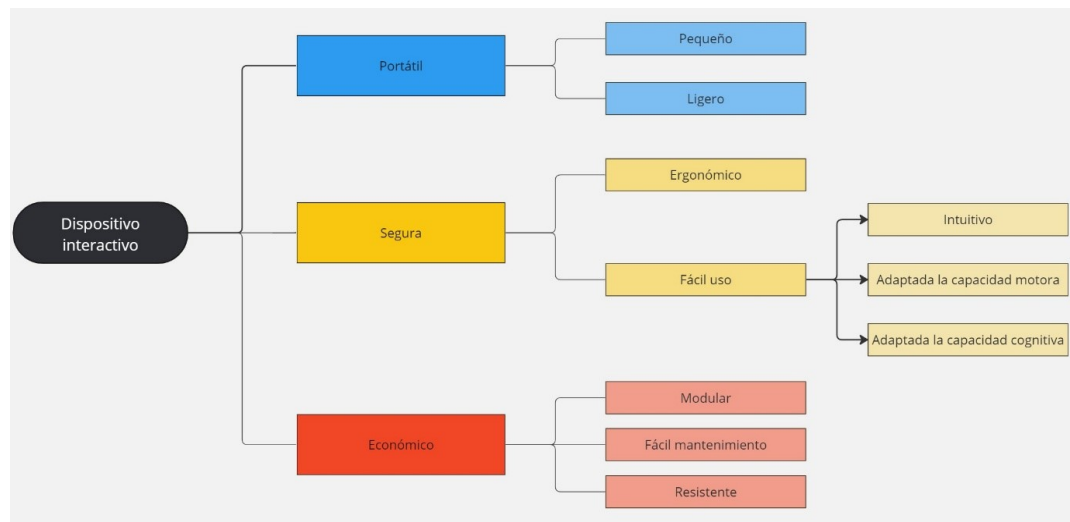 Dispositivo
interactivo
Portátil
Pequeño
Ligero
Segura
Ergonómico
Fácil uso
Intuitivo
Adaptada la capacidad motora
Adaptada la capacidad cognitiva
Económico
Modular
Fácil mantenimiento
Resistente